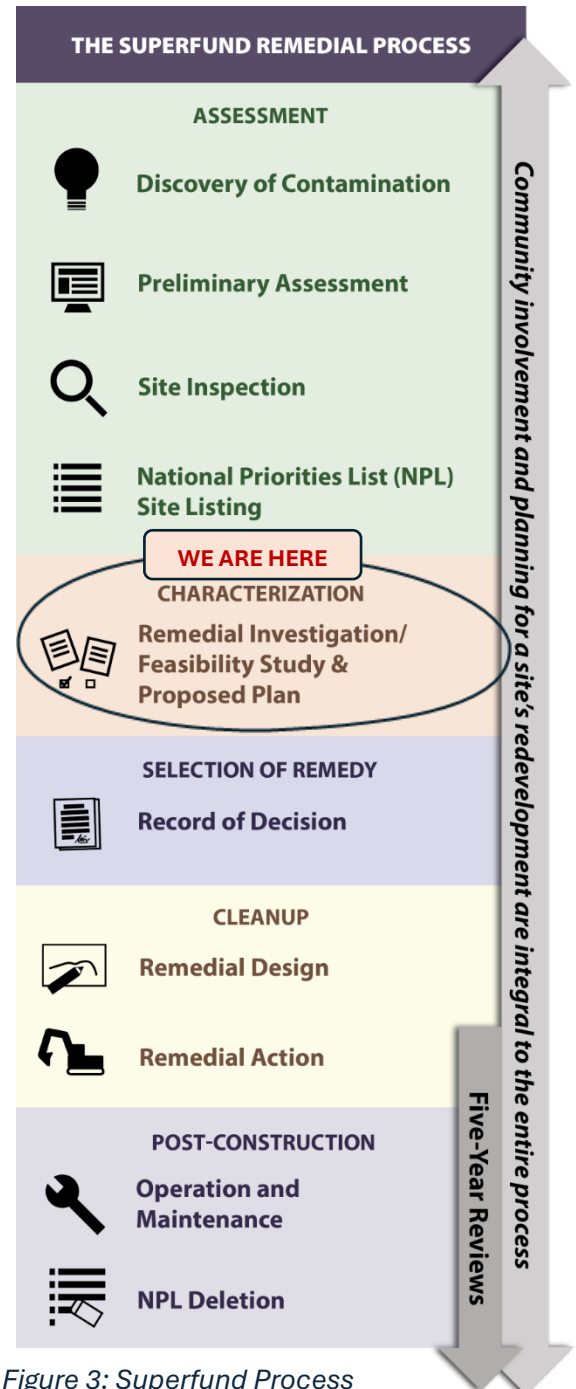 THE SUPERFUND REMEDIAL PROCESS
ASSESSMENT
Discovery of Contamination
Preliminary Assessment
Site Inspection
National Priorities List (NPL)
Site Listing
WE ARE HERE
CHARACTERIZATION
Remedial Investigation/
Feasibility Study &
Proposed Plan
SELECTION OF REMEDY
Record of Decision
CLEANUP
Remedial Design
Remedial Action
POST-CONSTRUCTION
Operation and
Maintenance
NPL Deletion
Five-Year Reviews
Community involvement and planning for a site's redevelopment are integral to the entire process
Figure 3: Superfund Process